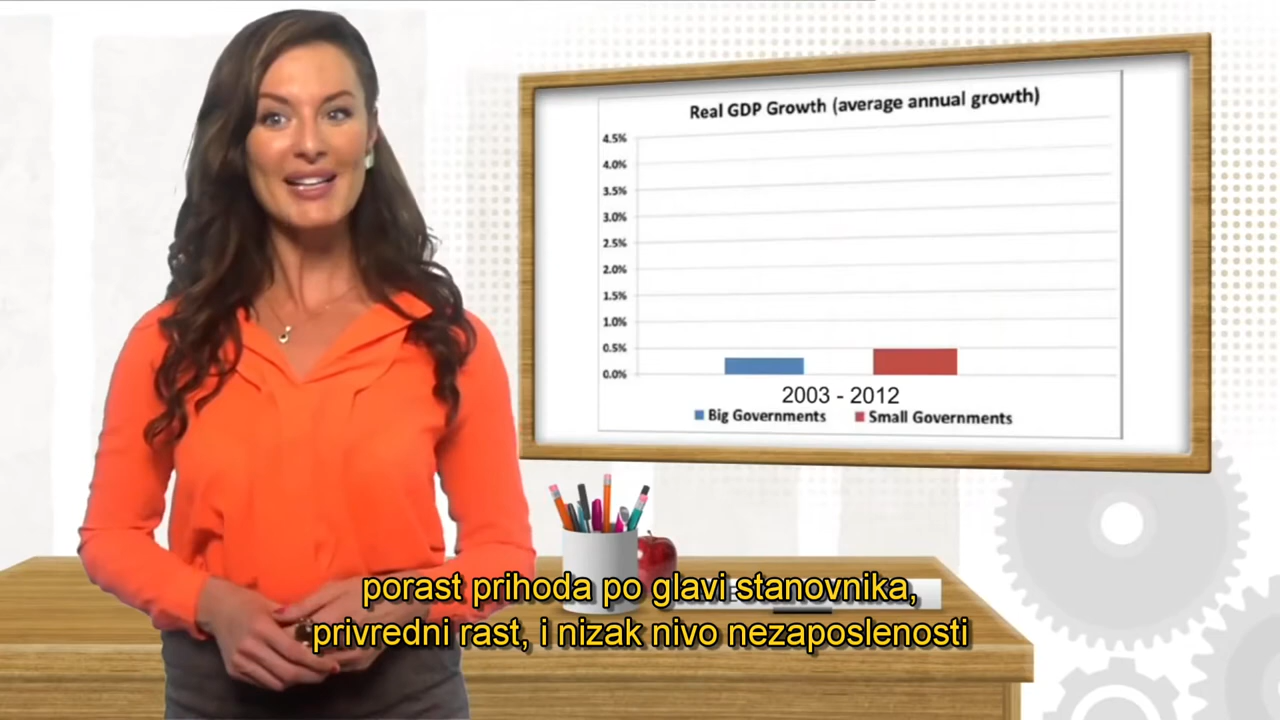 Real GDP Growth (average annual growth)
4.5%
4.0%
3.5%
3.0%
2.5%
2.0%
1.5%
1.0%
0.5%
0.0%
2003 - 2012
Big Governments
Small Governments
porast prihoda po glavi stanovnika,
privredni rast, i nizak nivo nezaposlenosti